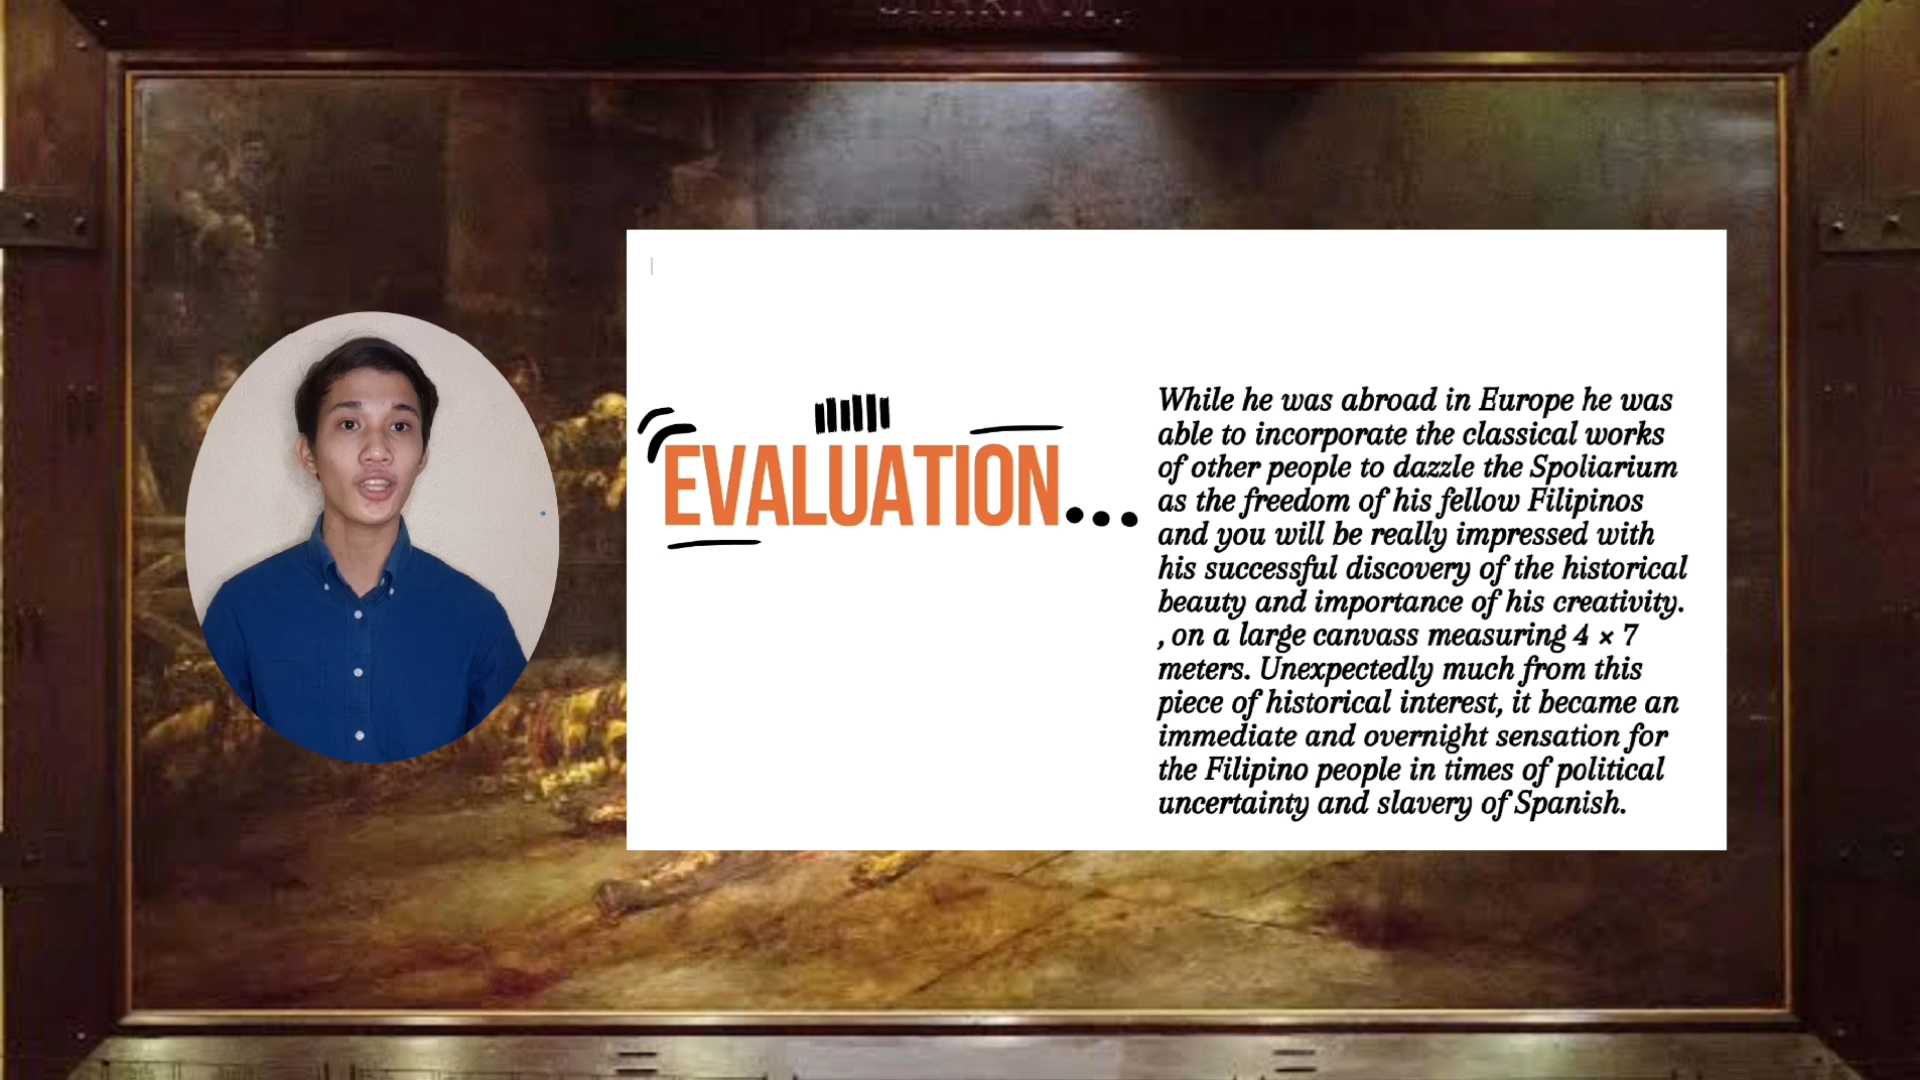 EVALUATION...
While he was abroad in Europe he was
able to incorporate the classical works
of other people to dazzle the Spoliarium
as the freedom of his fellow Filipinos
and you will be really impressed with
his successful discovery of the historical
beauty and importance of his creativity.
, on a large canvass measuring 4 × 7
meters. Unexpectedly much from this
piece of historical interest, it became an
immediate and overnight sensation for
the Filipino people in times of political
uncertainty and slavery of Spanish.